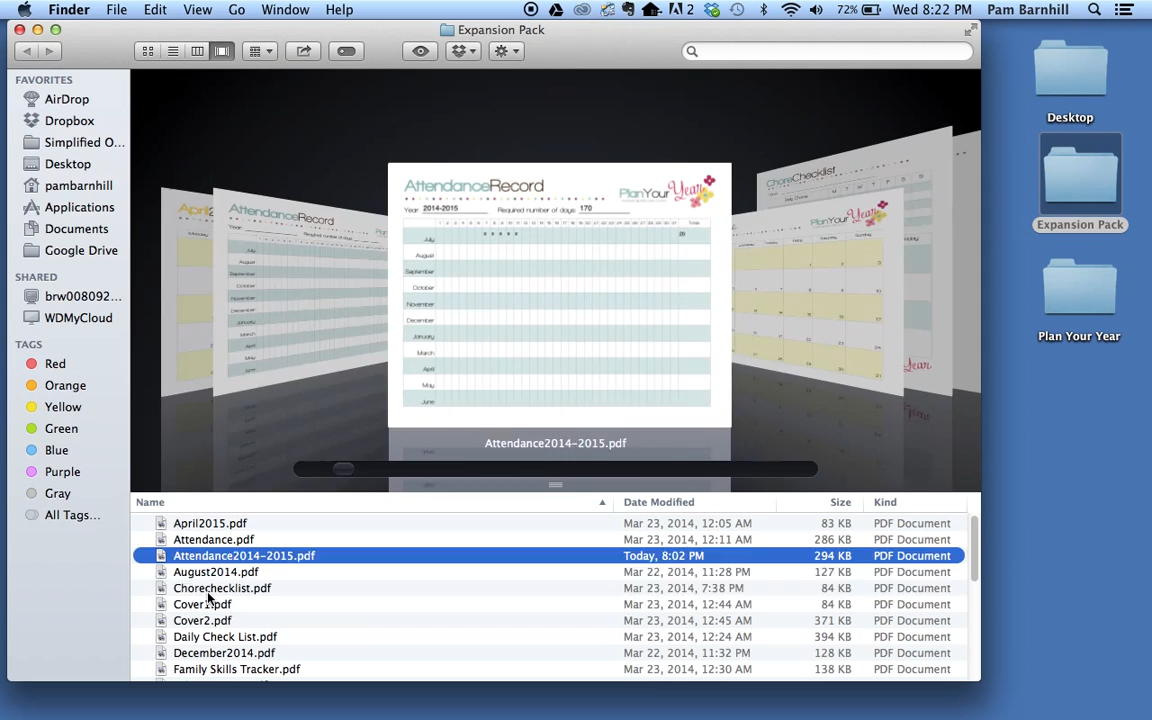 Finder File Edit View Go Window Help 2 72% Wed 8:22 PM Pam Barnhill
Expansion Pack
FAVORITES
AirDrop
Dropbox
Simplified O...
Desktop
pambarnhill
Applications
Documents
Google Drive
SHARED
brw008092...
WDMyCloud
TAGS
Red
Orange
Yellow
Green
Blue
Purple
Gray
All Tags...
AttendanceRecord
PlanYour Year
Year 2014-2015 Required number of days: 170
July
August
September
October
November
December
January
March
April
May
June
AttendanceRecord
ChoreChecklist
PlanYour Year
Attendance2014-2015.pdf
Name Date Modified Size Kind
April2015.pdf Mar 23, 2014, 12:05 AM 83 KB PDF Document
Attendance.pdf Mar 23, 2014, 12:11 AM 286 KB PDF Document
Attendance2014-2015.pdf Today, 8:02 PM 294 KB PDF Document
August2014.pdf Mar 22, 2014, 11:28 PM 127 KB PDF Document
Chorechecklist.pdf Mar 23, 2014, 7:38 PM 84 KB PDF Document
Cover1.pdf Mar 23, 2014, 12:44 AM 84 KB PDF Document
Cover2.pdf Mar 23, 2014, 12:45 AM 371 KB PDF Document
Daily Check List.pdf Mar 23, 2014, 12:24 AM 394 KB PDF Document
December2014.pdf Mar 22, 2014, 11:32 PM 128 KB PDF Document
Family Skills Tracker.pdf Mar 23, 2014, 12:30 AM 138 KB PDF Document
Desktop
Expansion Pack
Plan Your Year